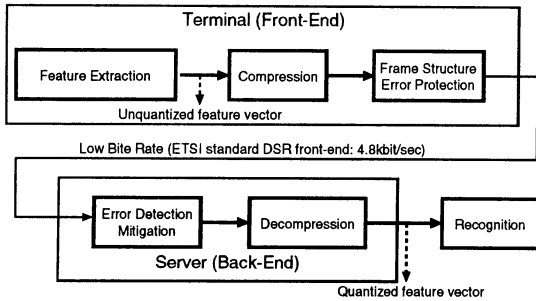 Terminal (Front-End)
Feature Extraction
Compression
Frame Structure
Error Protection
Unquantized feature vector
Low Bite Rate (ETSI standard DSR front-end: 4.8kbit/sec)
Error Detection
Mitigation
Decompression
Recognition
Server (Back-End)
Quantized feature vector